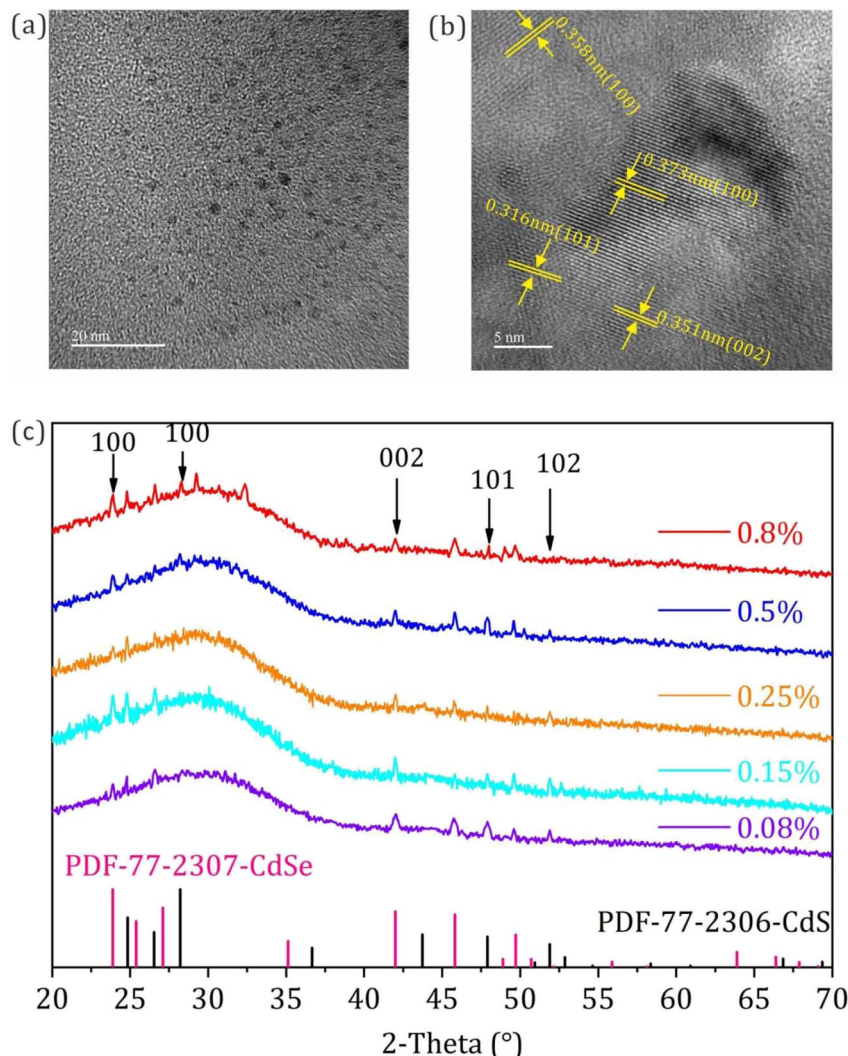 (a)
20 nm
(b)
0.358nm(100)
0.373nm(100)
0.316nm(101)
0.351nm(002)
5 nm
(c)
100
100
002
101
102
0.8%
0.5%
0.25%
0.15%
0.08%
PDF-77-2307-CdSe
PDF-77-2306-CdS
20 25 30 35 40 45 50 55 60 65 70
2-Theta (°)